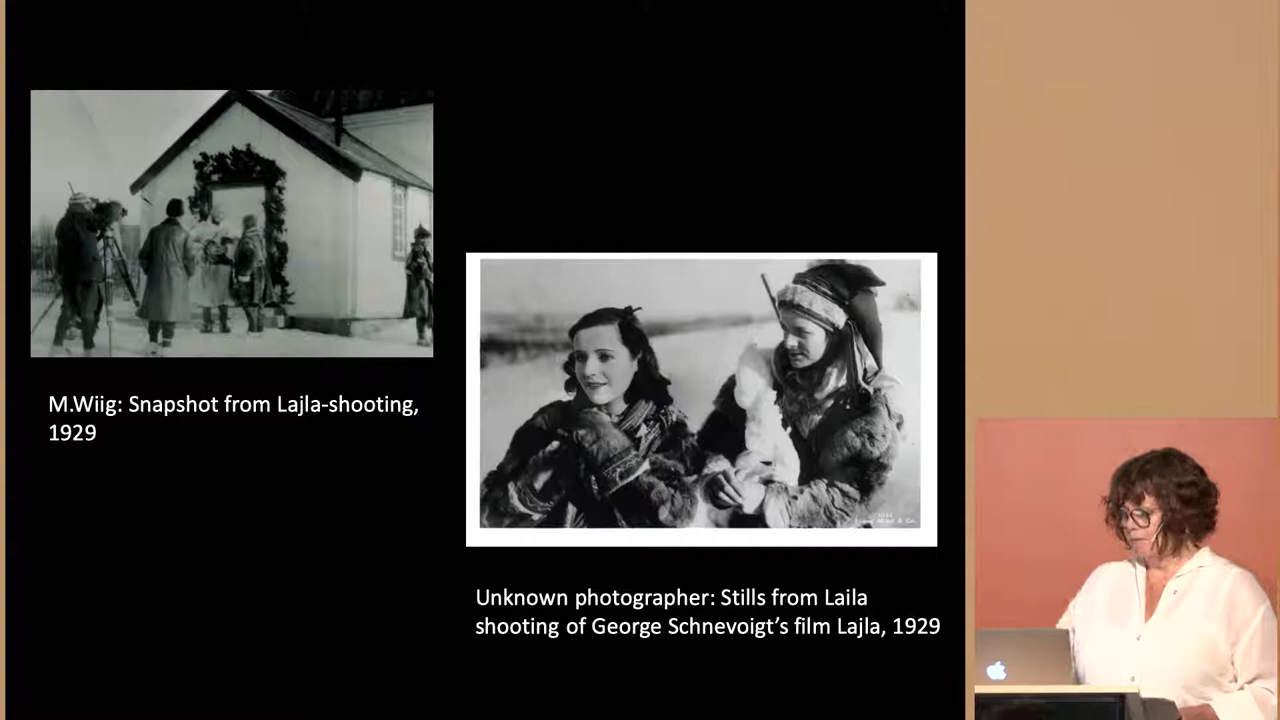 M.Wiig: Snapshot from Lajla-shooting,
1929
Unknown photographer: Stills from Laila
shooting of George Schnevoigt's film Lajla, 1929